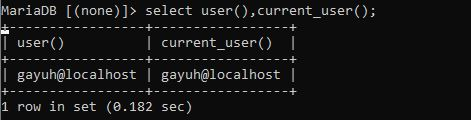 MariaDB [(none)]> select user(),current_user();
+-----------------+-----------------+
| user()          | current_user()  |
+-----------------+-----------------+
| gayuh@localhost | gayuh@localhost |
+-----------------+-----------------+
1 row in set (0.182 sec)